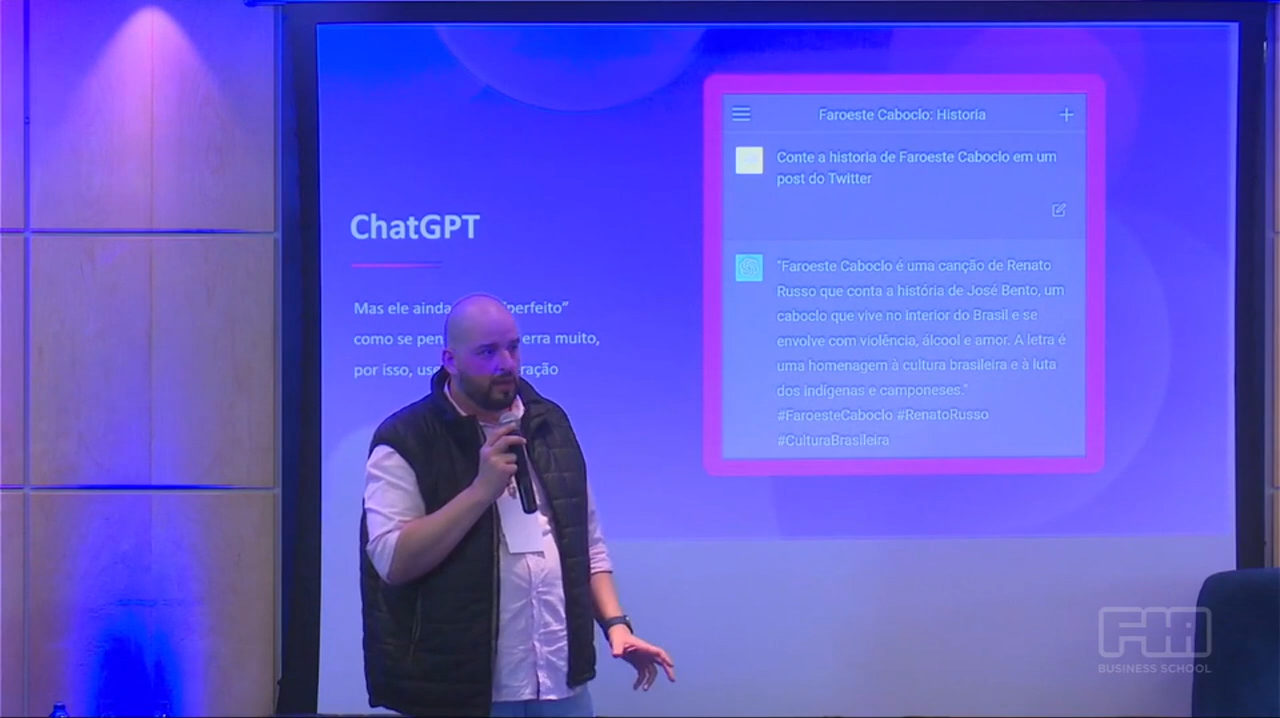 ChatGPT
Mas ele ainda perfeito”
como se pen erra muito,
por isso, us ração
Faroeste Caboclo: Historia
Conte a historia de Faroeste Caboclo em um
post do Twitter
"Faroeste Caboclo é uma canção de Renato
Russo que conta a história de José Bento, um
caboclo que vive no interior do Brasil e se
envolve com violência, álcool e amor. A letra é
uma homenagem à cultura brasileira e à luta
dos indígenas e camponeses."
#FaroesteCaboclo #RenatoRusso
#CulturaBrasileira
FIA
BUSINESS SCHOOL